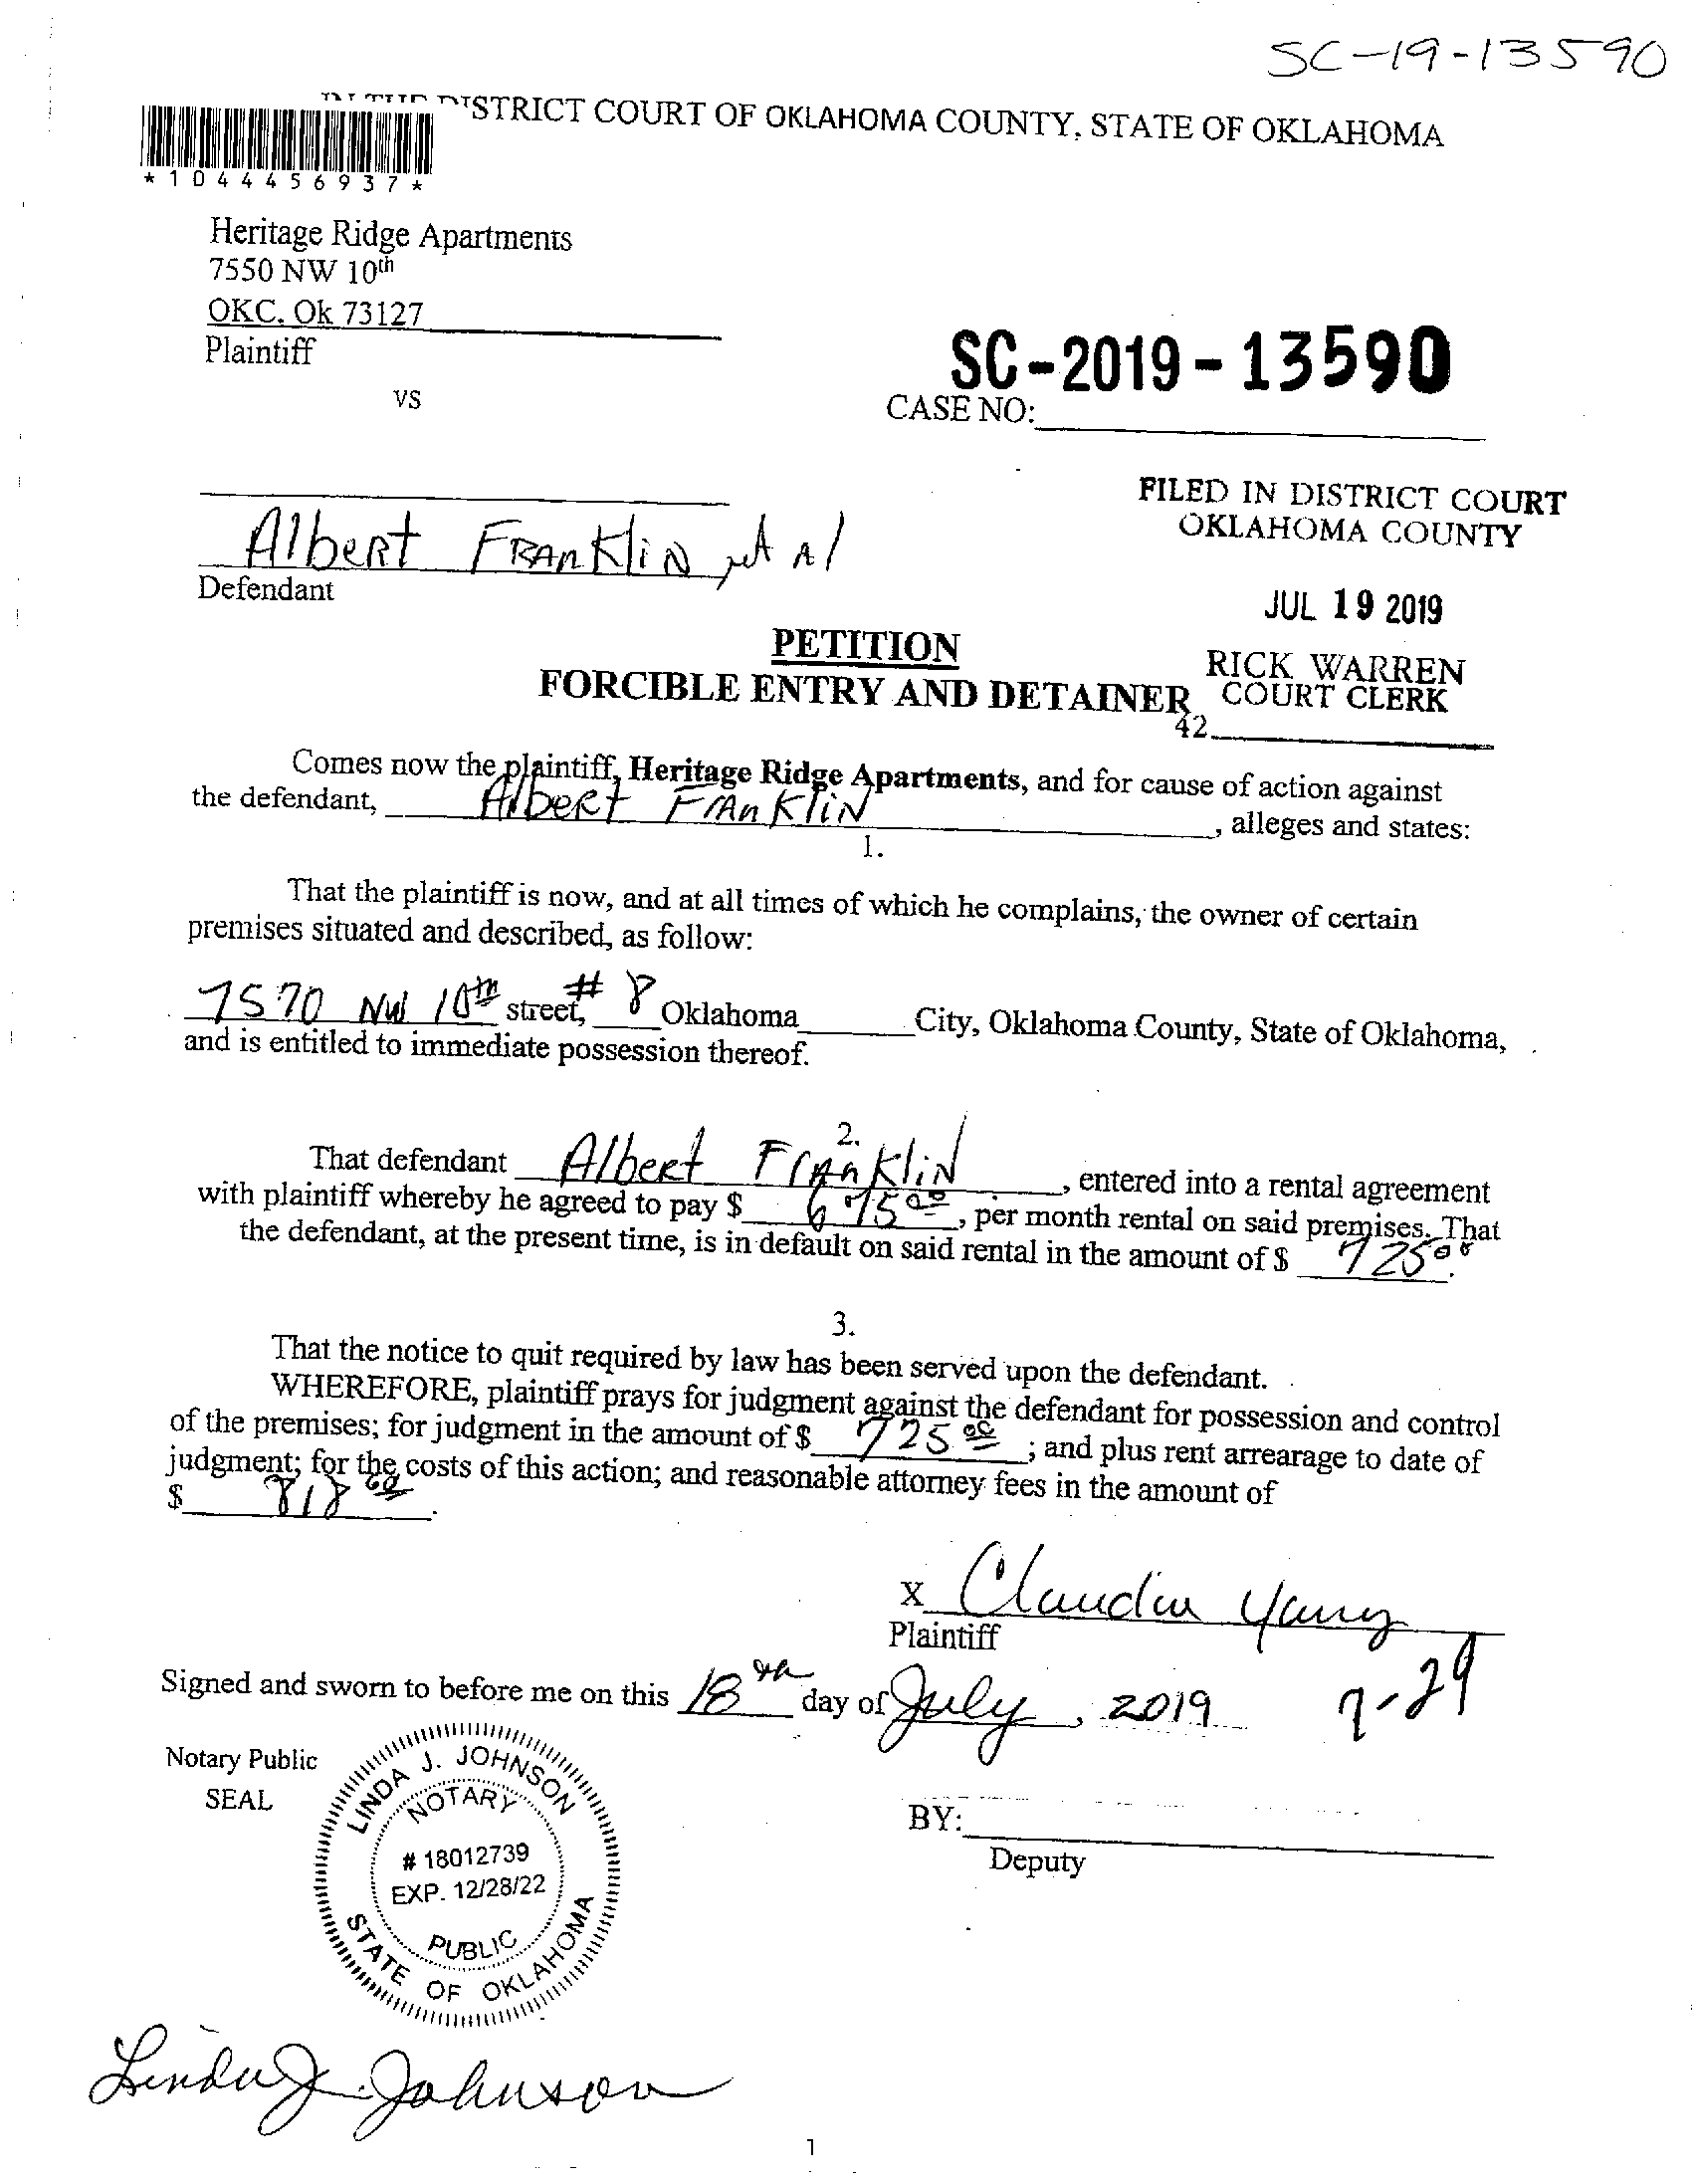 SC-19-13590
IN THE DISTRICT COURT OF OKLAHOMA COUNTY, STATE OF OKLAHOMA
*1044456937*
Heritage Ridge Apartments
7550 NW 10th
OKC, Ok 73127
Plaintiff
vs
SC-2019-13590
CASE NO:
FILED IN DISTRICT COURT
OKLAHOMA COUNTY
Albert Franklin et al
Defendant
JUL 19 2019
PETITION
RICK WARREN
FORCIBLE ENTRY AND DETAINER COURT CLERK
42
Comes now the plaintiff, Heritage Ridge Apartments, and for cause of action against
the defendant, Albert Franklin, alleges and states:
1.
That the plaintiff is now, and at all times of which he complains, the owner of certain
premises situated and described, as follow:
7570 NW 10th street, # 8 Oklahoma City, Oklahoma County, State of Oklahoma,
and is entitled to immediate possession thereof.
2.
That defendant Albert Franklin, entered into a rental agreement
with plaintiff whereby he agreed to pay $ 675 00, per month rental on said premises. That
the defendant, at the present time, is in default on said rental in the amount of $ 725 00.
3.
That the notice to quit required by law has been served upon the defendant.
WHEREFORE, plaintiff prays for judgment against the defendant for possession and control
of the premises; for judgment in the amount of $ 725 00; and plus rent arrearage to date of
judgment; for the costs of this action; and reasonable attorney fees in the amount of
$ 818 60.
x Claudia Yanez
Plaintiff
Signed and sworn to before me on this 18th day of July, 2019
7-29
Notary Public
SEAL
LINDA J. JOHNSON
NOTARY
# 18012739
EXP. 12/28/22
PUBLIC
STATE OF OKLAHOMA
BY:
Deputy
Linda J. Johnson
1